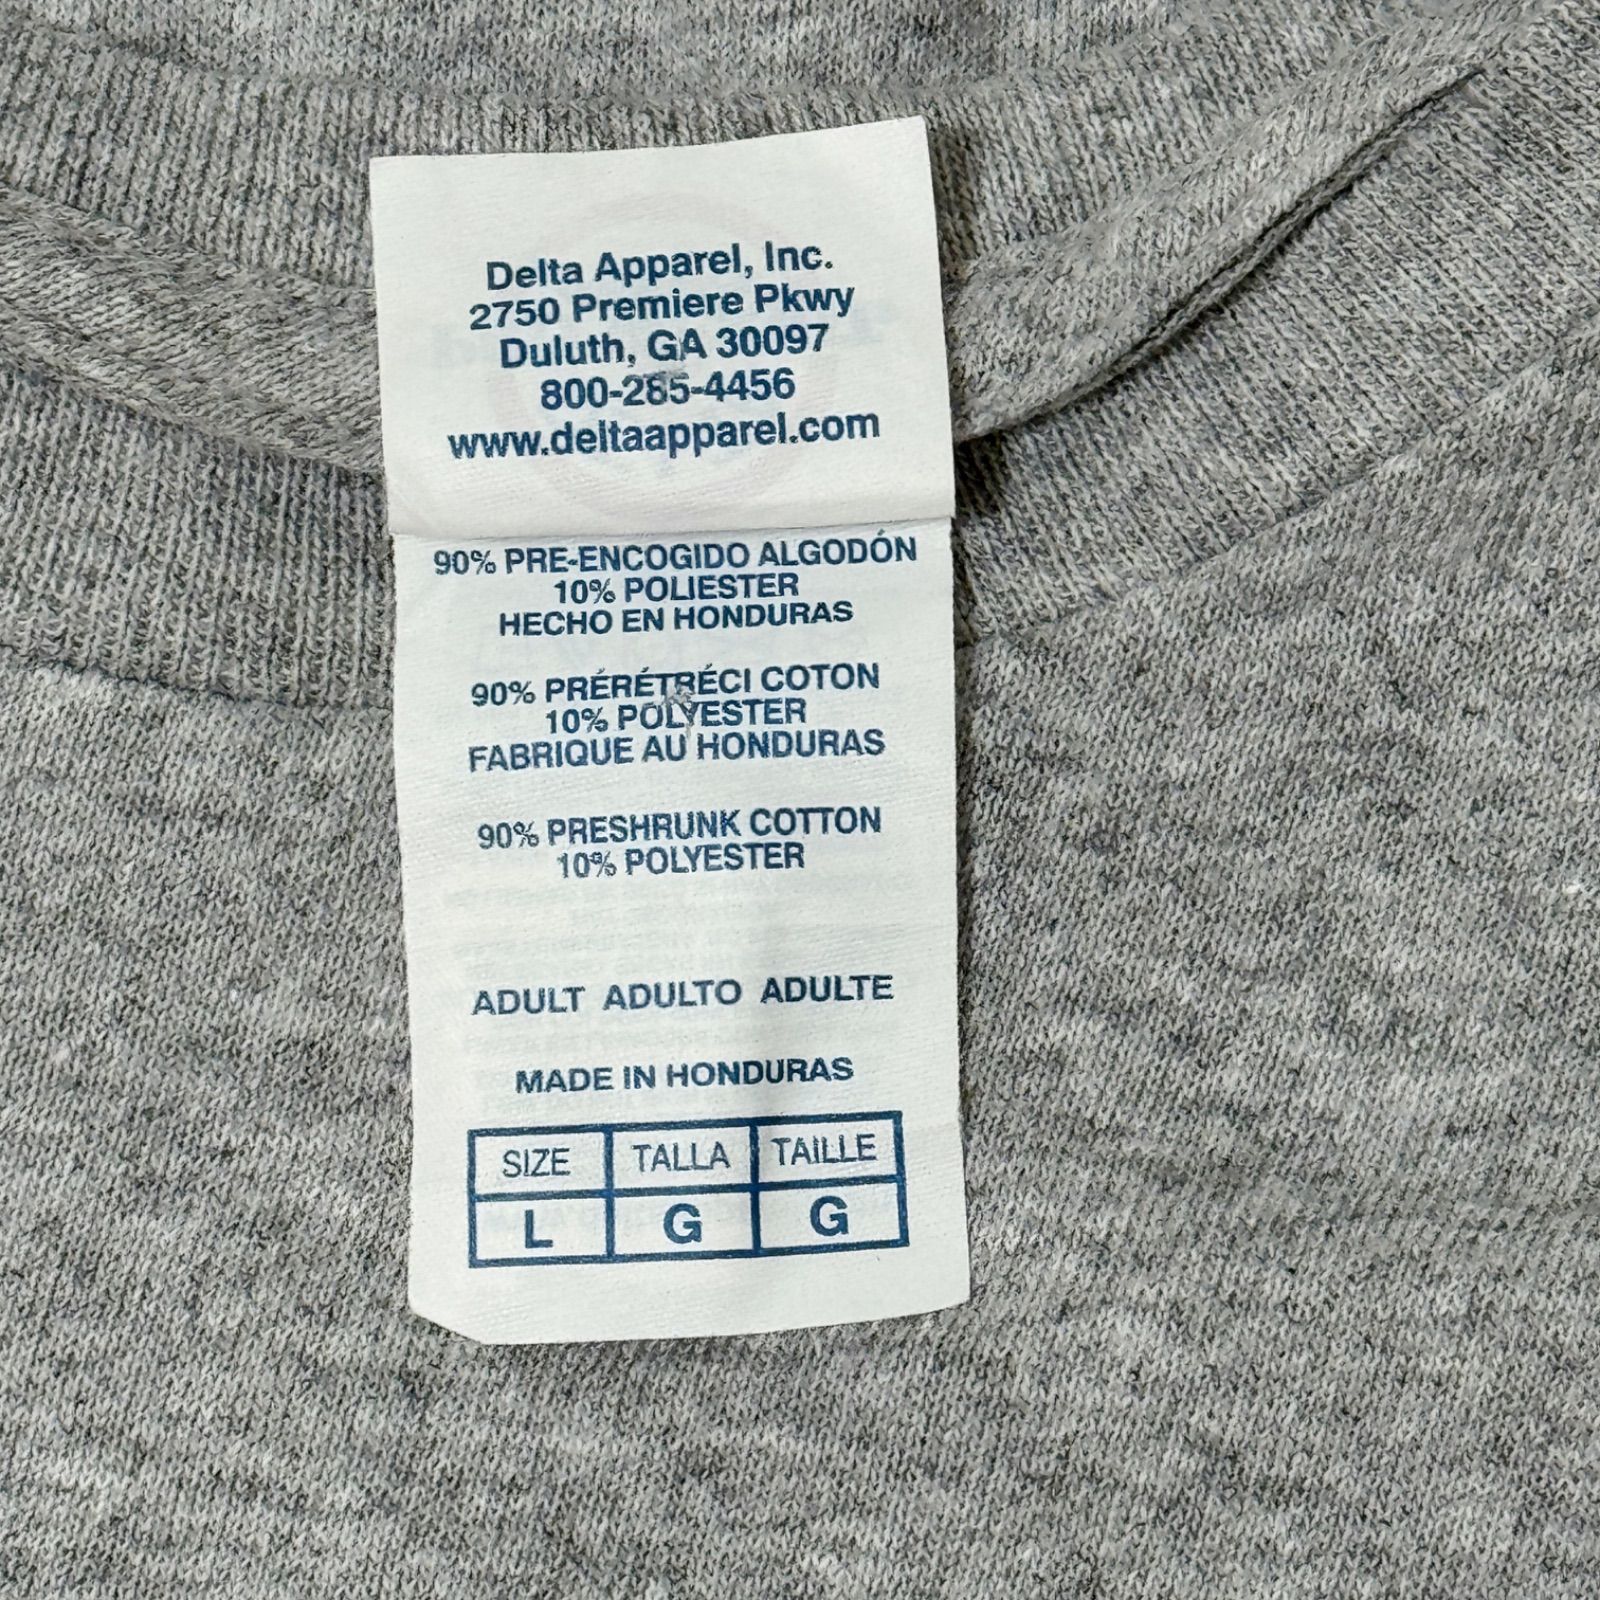 Delta Apparel, Inc.
2750 Premiere Pkwy
Duluth, GA 30097
800-285-4456
www.deltaapparel.com
90% PRE-ENCOGIDO ALGODÓN
10% POLIESTER
HECHO EN HONDURAS
90% PRÉRÉTRÉCI COTON
10% POLYESTER
FABRIQUE AU HONDURAS
90% PRESHRUNK COTTON
10% POLYESTER
ADULT ADULTO ADULTE
MADE IN HONDURAS
SIZE TALLA TAILLE
L G G